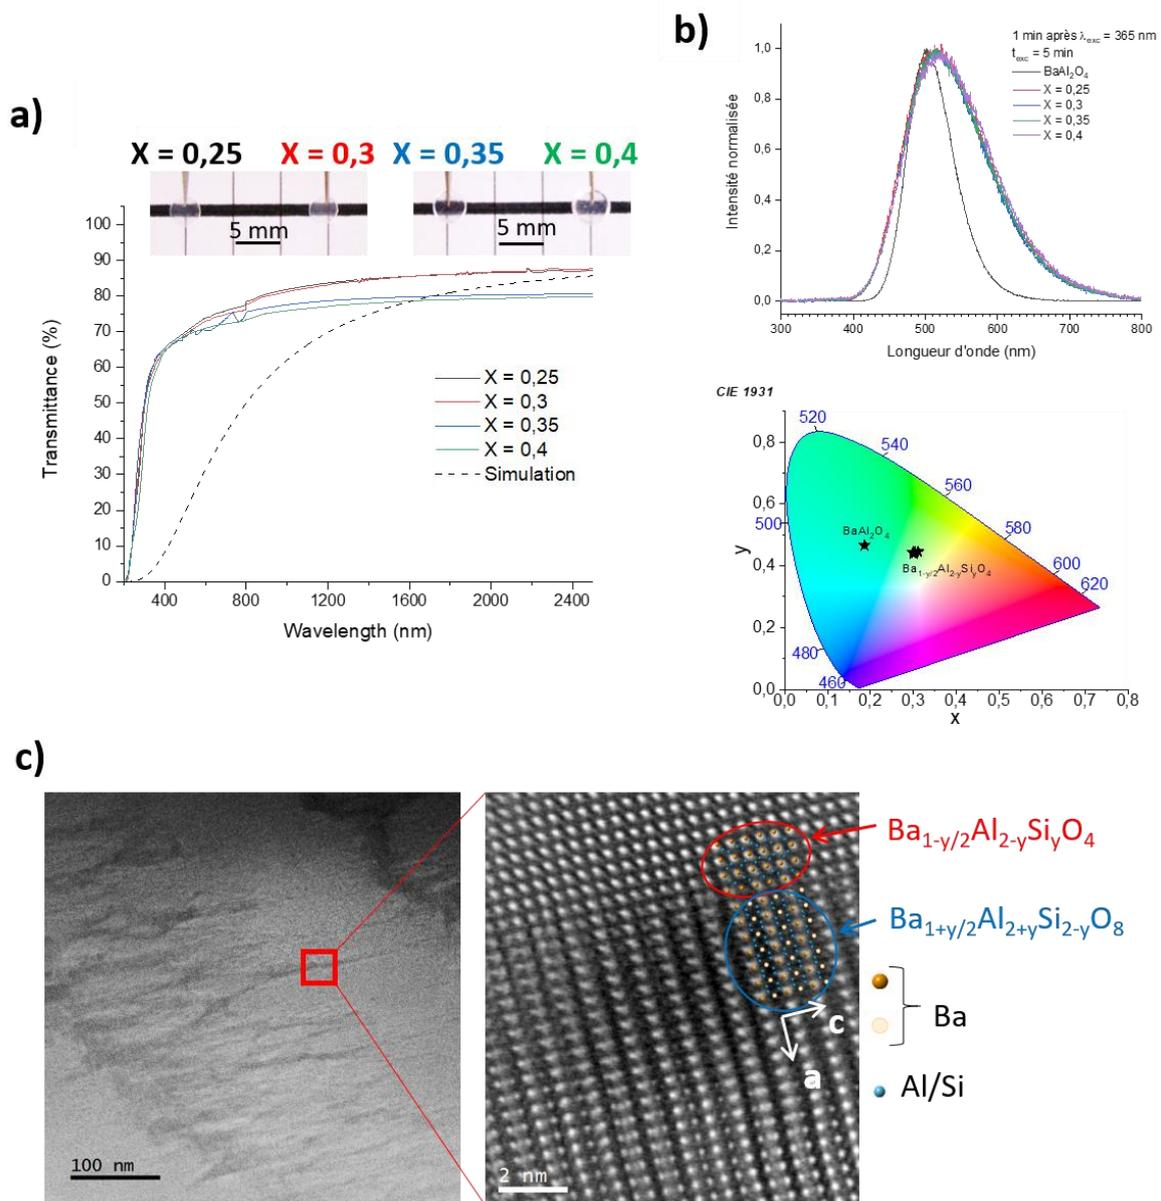 a)
X = 0,25 X = 0,3 X = 0,35 X = 0,4
5 mm 5 mm
100
90
80
70
60
50
40
30
20
10
0
Transmittance (%)
X = 0,25
X = 0,3
X = 0,35
X = 0,4
Simulation
400 800 1200 1600 2000 2400
Wavelength (nm)
b)
1 min après λexc = 365 nm
texc = 5 min
BaAl2O4
X = 0,25
X = 0,3
X = 0,35
X = 0,4
1,0
0,8
0,6
0,4
0,2
0,0
Intensité normalisée
300 400 500 600 700 800
Longueur d'onde (nm)
CIE 1931
520
540
560
580
600
620
500
480
460
0,8
0,6
0,4
0,2
0,0
y
BaAl2O4
Ba1-y/2Al2-ySiyO4
0,0 0,1 0,2 0,3 0,4 0,5 0,6 0,7 0,8
x
c)
100 nm
Ba1-y/2Al2-ySiyO4
Ba1+y/2Al2+ySi2-yO8
Ba
Al/Si
c
a
2 nm